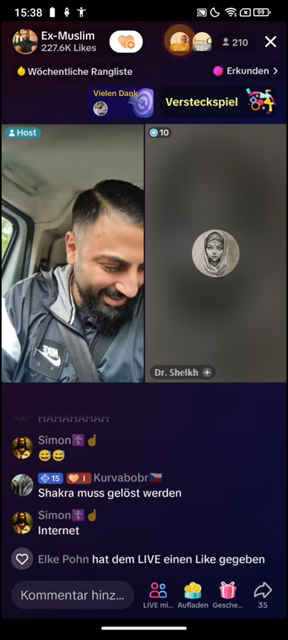 15:38
99
Ex-Muslim
227.6K Likes
210
Wöchentliche Rangliste
Erkunden >
Vielen Dank
Versteckspiel
Host
10
Dr. Sheikh +
HAHAHAHAH
Simon
😅😅
15 I Kurvabobr🇨🇿
Shakra muss gelöst werden
Simon
Internet
Elke Pohn hat dem LIVE einen Like gegeben
Kommentar hinz...
LIVE mi...
Aufladen
Gesche...
35